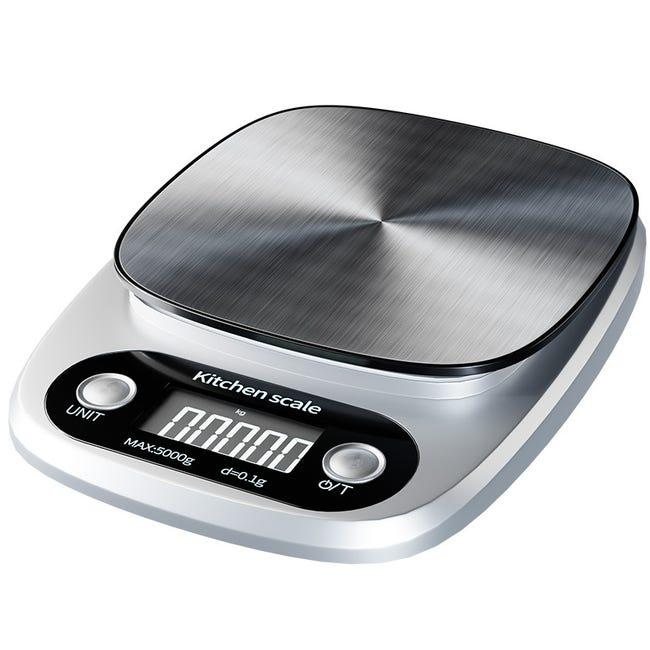 Kitchen scale
kg
00000
UNIT
MAX:5000g
d=0.1g
⏻/T